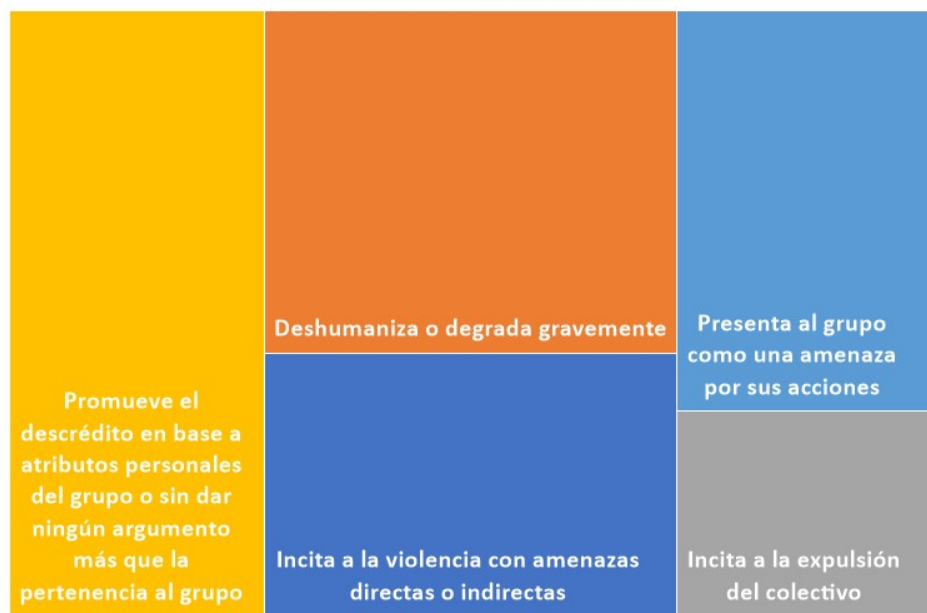 Promueve el
descrédito en base a
atributos personales
del grupo o sin dar
ningún argumento
más que la
pertenencia al grupo
Deshumaniza o degrada gravemente
Incita a la violencia con amenazas
directas o indirectas
Presenta al grupo
como una amenaza
por sus acciones
Incita a la expulsión
del colectivo